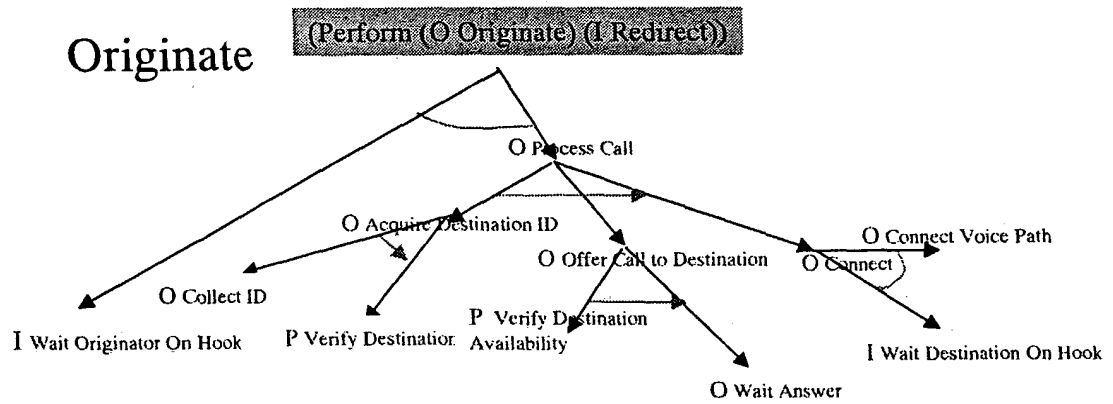 Originate
(Perform (O Originate) (I Redirect))
O Process Call
O Acquire Destination ID
O Connect Voice Path
O Offer Call to Destination
O Connect
O Collect ID
I Wait Originator On Hook
P Verify Destination
P Verify Destination
Availability
I Wait Destination On Hook
O Wait Answer